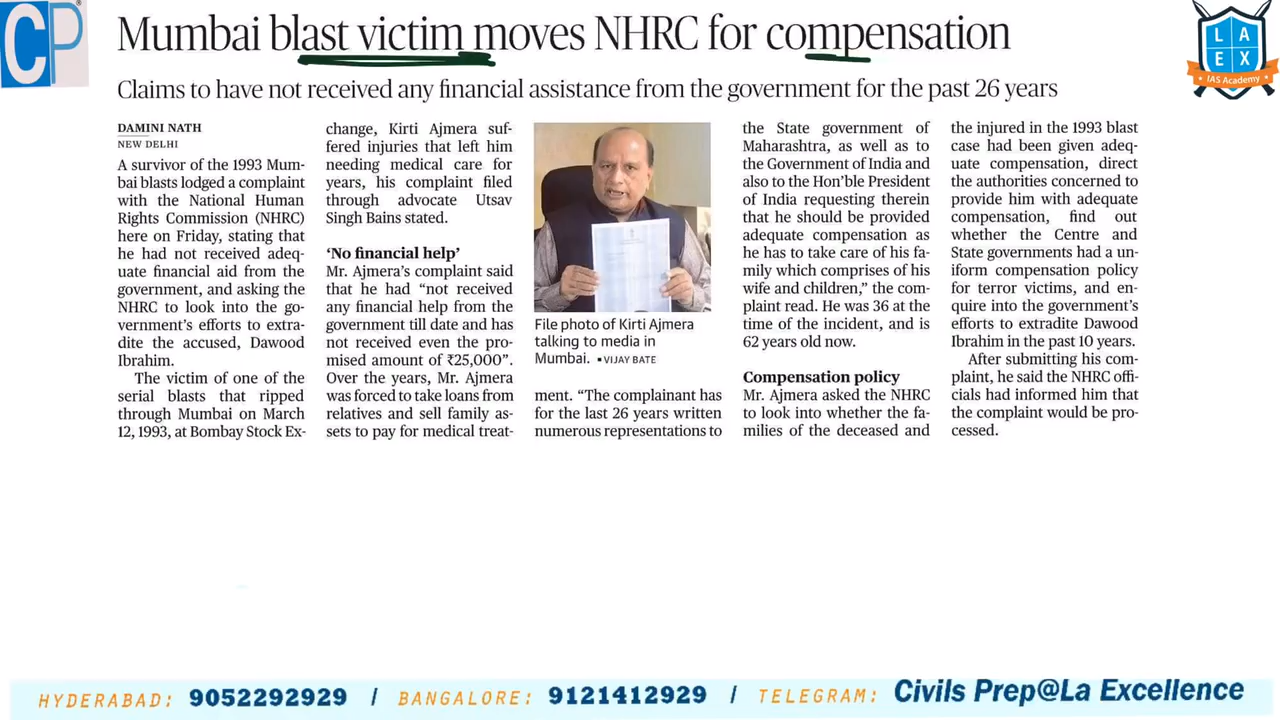 CP
®
Mumbai blast victim moves NHRC for compensation
L A
E X
IAS Academy
Claims to have not received any financial assistance from the government for the past 26 years
DAMINI NATH
NEW DELHI
A survivor of the 1993 Mum-
bai blasts lodged a complaint
with the National Human
Rights Commission (NHRC)
here on Friday, stating that
he had not received adeq-
uate financial aid from the
government, and asking the
NHRC to look into the go-
vernment’s efforts to extra-
dite the accused, Dawood
Ibrahim.
The victim of one of the
serial blasts that ripped
through Mumbai on March
12, 1993, at Bombay Stock Ex-
change, Kirti Ajmera suf-
fered injuries that left him
needing medical care for
years, his complaint filed
through advocate Utsav
Singh Bains stated.
‘No financial help’
Mr. Ajmera’s complaint said
that he had “not received
any financial help from the
government till date and has
not received even the pro-
mised amount of ₹25,000”.
Over the years, Mr. Ajmera
was forced to take loans from
relatives and sell family as-
sets to pay for medical treat-
File photo of Kirti Ajmera
talking to media in
Mumbai. ▪VIJAY BATE
ment. “The complainant has
for the last 26 years written
numerous representations to
the State government of
Maharashtra, as well as to
the Government of India and
also to the Hon’ble President
of India requesting therein
that he should be provided
adequate compensation as
he has to take care of his fa-
mily which comprises of his
wife and children,” the com-
plaint read. He was 36 at the
time of the incident, and is
62 years old now.
Compensation policy
Mr. Ajmera asked the NHRC
to look into whether the fa-
milies of the deceased and
the injured in the 1993 blast
case had been given adeq-
uate compensation, direct
the authorities concerned to
provide him with adequate
compensation, find out
whether the Centre and
State governments had a un-
iform compensation policy
for terror victims, and en-
quire into the government’s
efforts to extradite Dawood
Ibrahim in the past 10 years.
After submitting his com-
plaint, he said the NHRC offi-
cials had informed him that
the complaint would be pro-
cessed.
HYDERABAD: 9052292929 / BANGALORE: 9121412929 / TELEGRAM: Civils Prep@La Excellence